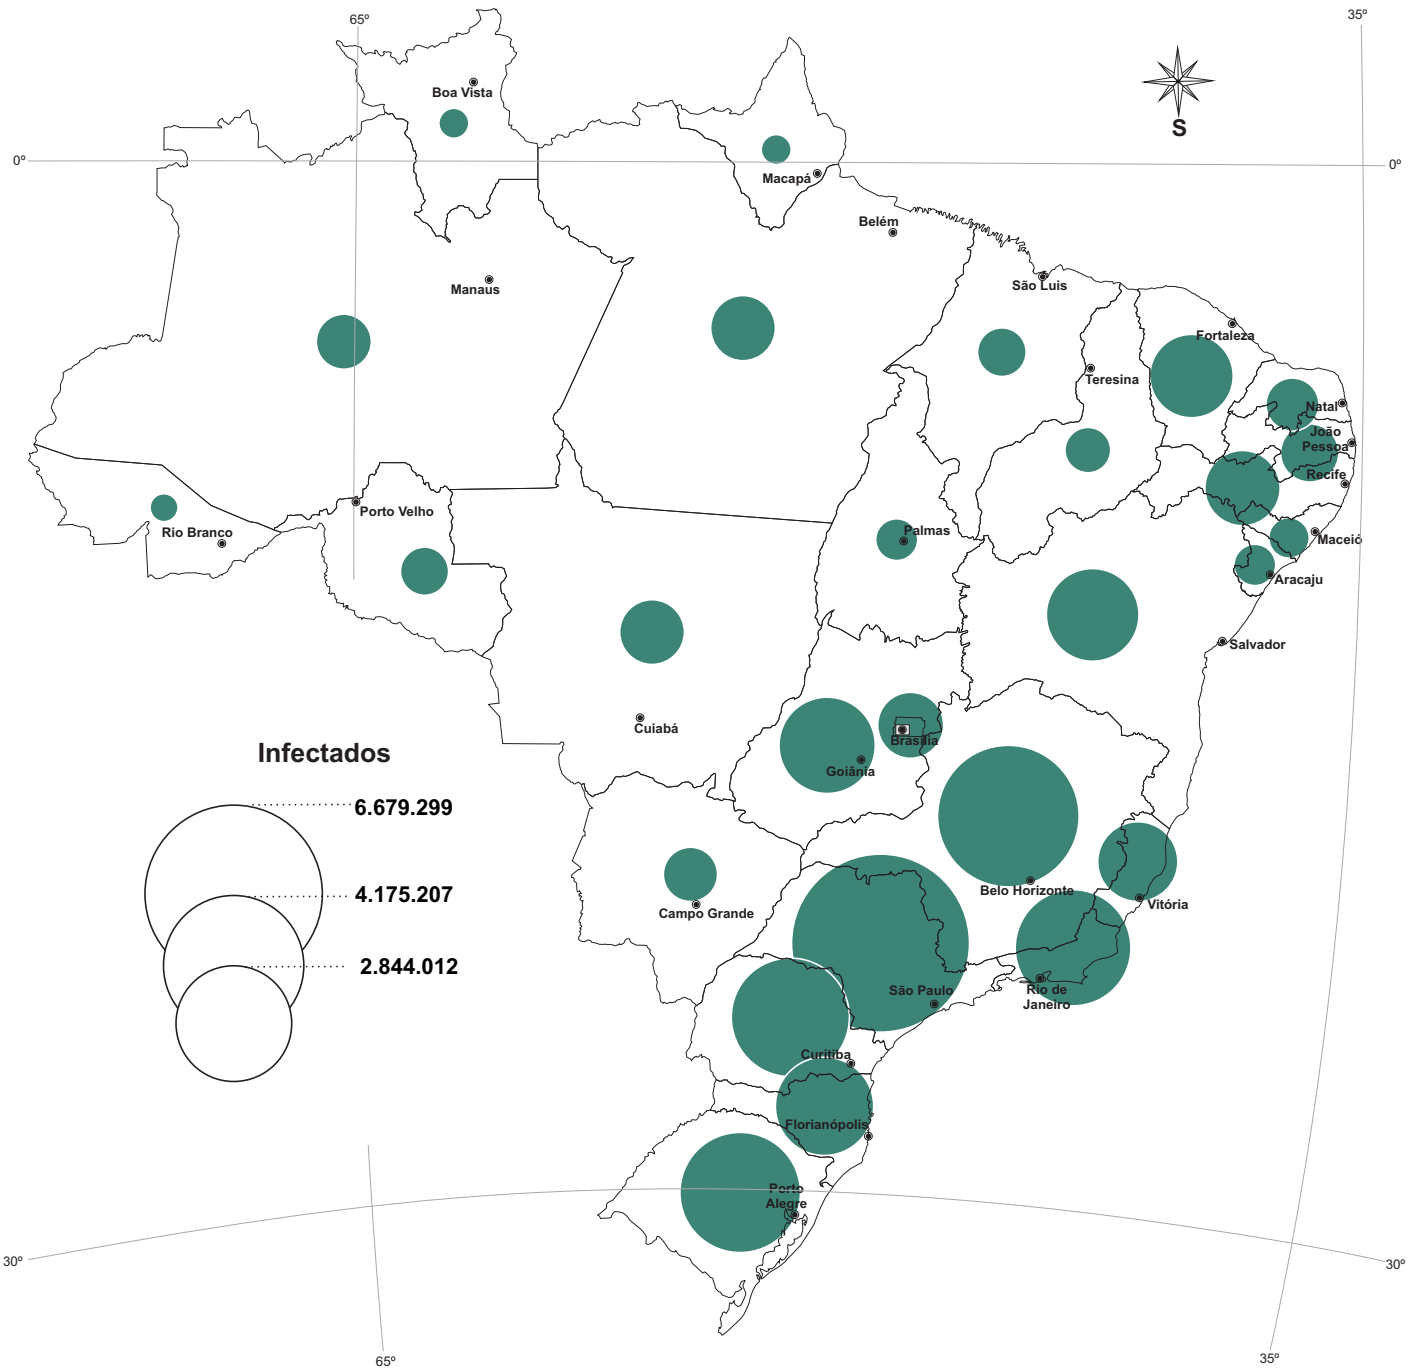 65º
35º
Boa Vista
S
0º
0º
Macapá
Belém
São Luis
Manaus
Fortaleza
Teresina
Natal
João
Pessoa
Recife
Porto Velho
Rio Branco
Palmas
Maceió
Aracaju
Salvador
Cuiabá
Brasília
Infectados
Goiânia
6.679.299
4.175.207
Belo Horizonte
Vitória
Campo Grande
2.844.012
São Paulo
Rio de
Janeiro
Curitiba
Florianópolis
Porto
Alegre
30º
30º
65º
35º